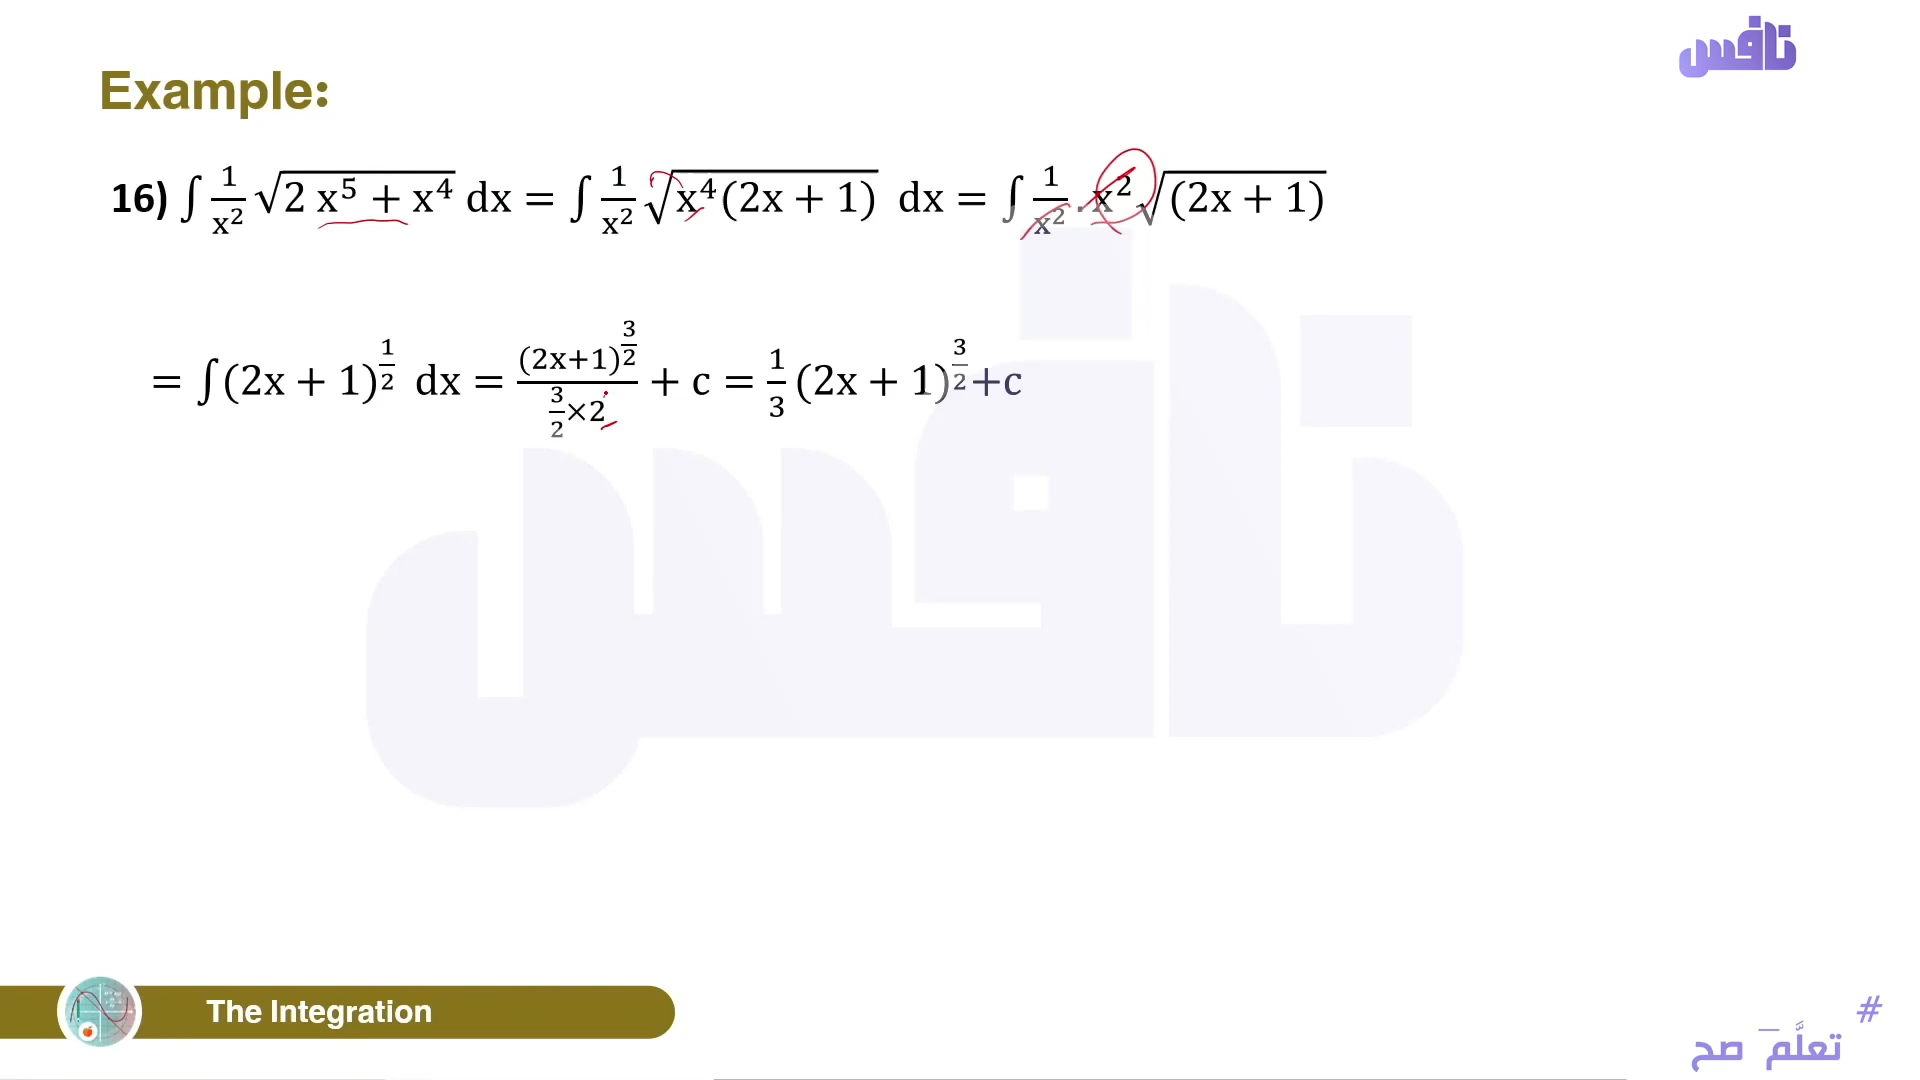 نافس
Example:
16) ∫ 1/x² √(2 x⁵ + x⁴) dx = ∫ 1/x² √(x⁴(2x + 1)) dx = ∫ 1/x² . x² √((2x + 1))
= ∫(2x + 1)^(1/2) dx = (2x+1)^(3/2) / (3/2 ×2) + c = 1/3 (2x + 1)^(3/2) +c
نافس
The Integration
#
تعلَّم صح